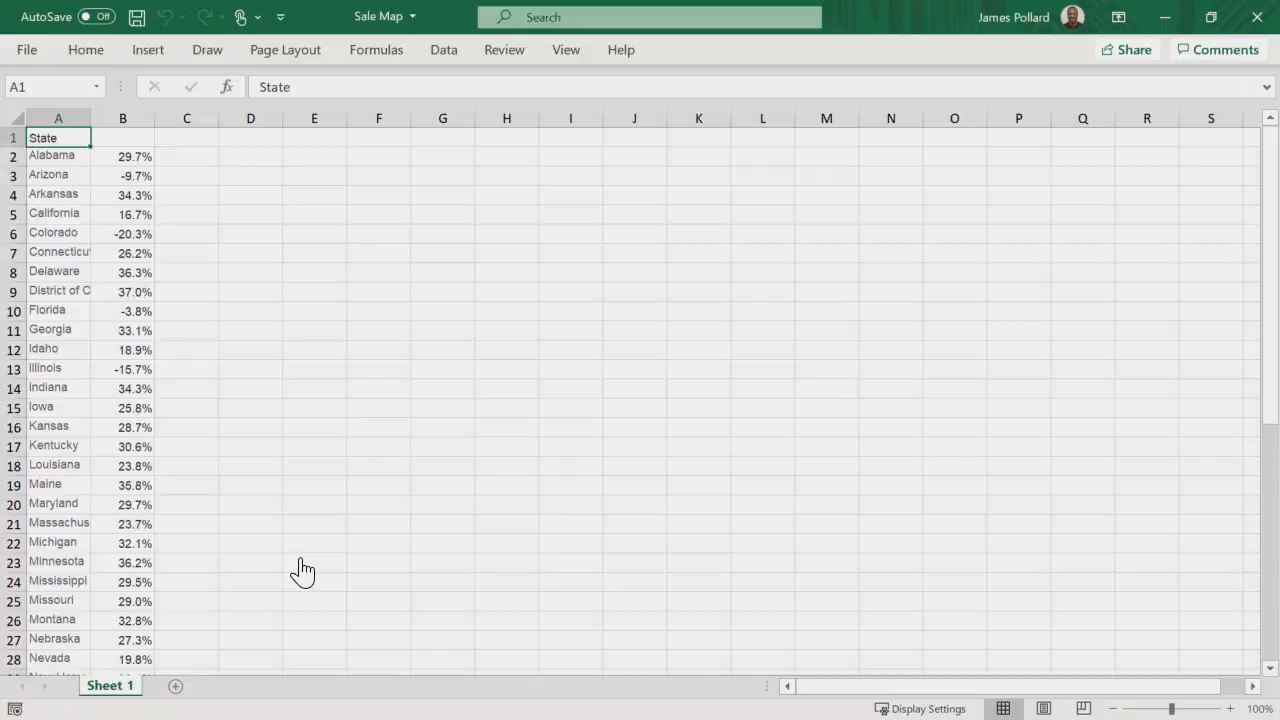 AutoSave Off Sale Map Search James Pollard
File Home Insert Draw Page Layout Formulas Data Review View Help Share Comments
A1 fx State
A B C D E F G H I J K L M N O P Q R S
1 State
2 Alabama 29.7%
3 Arizona -9.7%
4 Arkansas 34.3%
5 California 16.7%
6 Colorado -20.3%
7 Connecticu 26.2%
8 Delaware 36.3%
9 District of C 37.0%
10 Florida -3.8%
11 Georgia 33.1%
12 Idaho 18.9%
13 Illinois -15.7%
14 Indiana 34.3%
15 Iowa 25.8%
16 Kansas 28.7%
17 Kentucky 30.6%
18 Louisiana 23.8%
19 Maine 35.8%
20 Maryland 29.7%
21 Massachus 23.7%
22 Michigan 32.1%
23 Minnesota 36.2%
24 Mississippi 29.5%
25 Missouri 29.0%
26 Montana 32.8%
27 Nebraska 27.3%
28 Nevada 19.8%
Sheet 1
Display Settings 100%